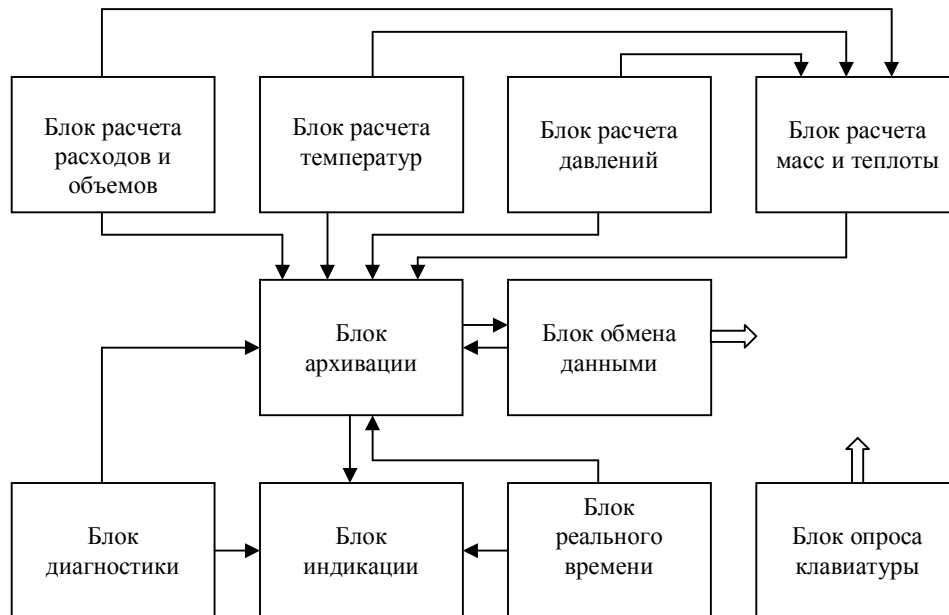 Блок расчета
расходов и
объемов
Блок расчета
температур
Блок расчета
давлений
Блок расчета
масс и теплоты
Блок
архивации
Блок обмена
данными
Блок
диагностики
Блок
индикации
Блок
реального
времени
Блок опроса
клавиатуры